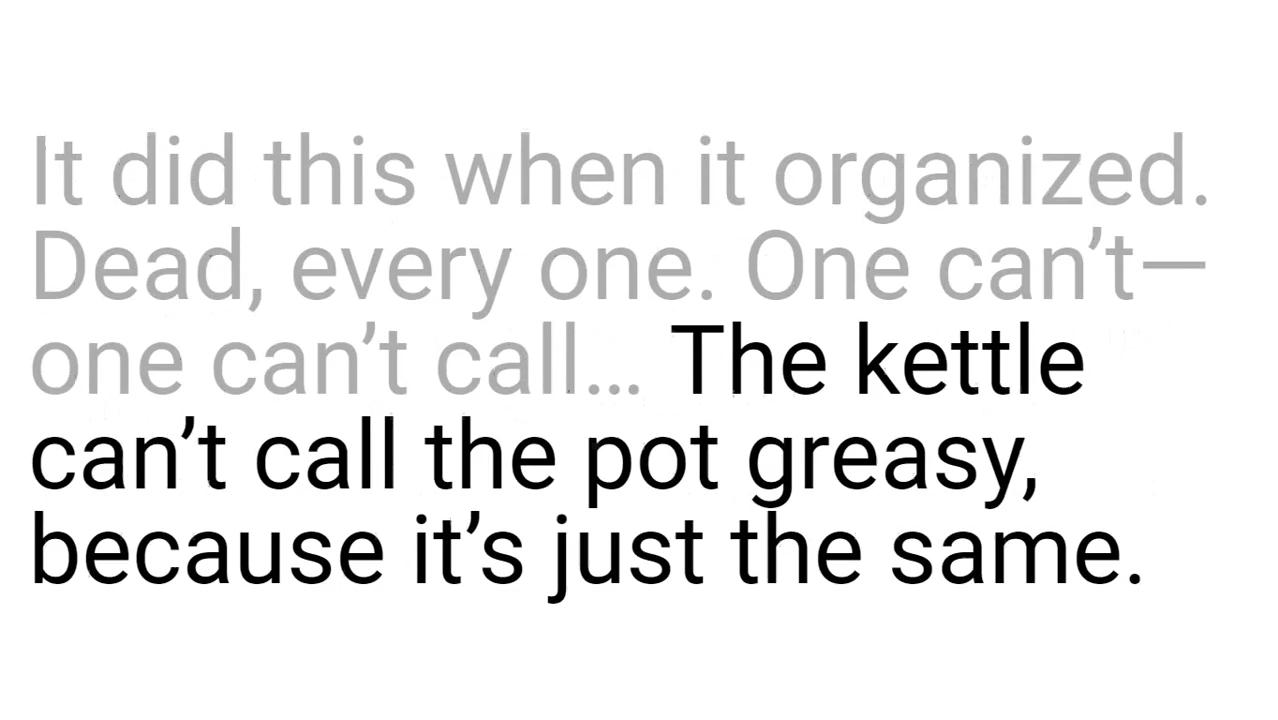 It did this when it organized.
Dead, every one. One can’t—
one can’t call… The kettle
can’t call the pot greasy,
because it’s just the same.